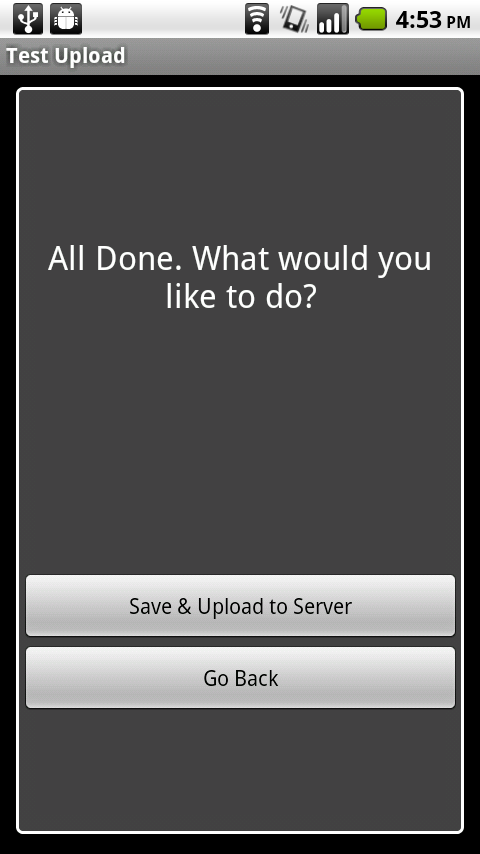 4:53 PM
Test Upload
All Done. What would you
like to do?
Save & Upload to Server
Go Back